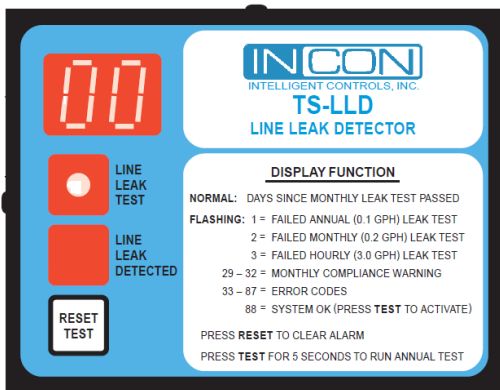 00
INCON
INTELLIGENT CONTROLS, INC.
TS-LLD
LINE LEAK DETECTOR
LINE
LEAK
TEST
LINE
LEAK
DETECTED
RESET
TEST
DISPLAY FUNCTION
NORMAL: DAYS SINCE MONTHLY LEAK TEST PASSED
FLASHING: 1 = FAILED ANNUAL (0.1 GPH) LEAK TEST
2 = FAILED MONTHLY (0.2 GPH) LEAK TEST
3 = FAILED HOURLY (3.0 GPH) LEAK TEST
29 – 32 = MONTHLY COMPLIANCE WARNING
33 – 87 = ERROR CODES
88 = SYSTEM OK (PRESS TEST TO ACTIVATE)
PRESS RESET TO CLEAR ALARM
PRESS TEST FOR 5 SECONDS TO RUN ANNUAL TEST